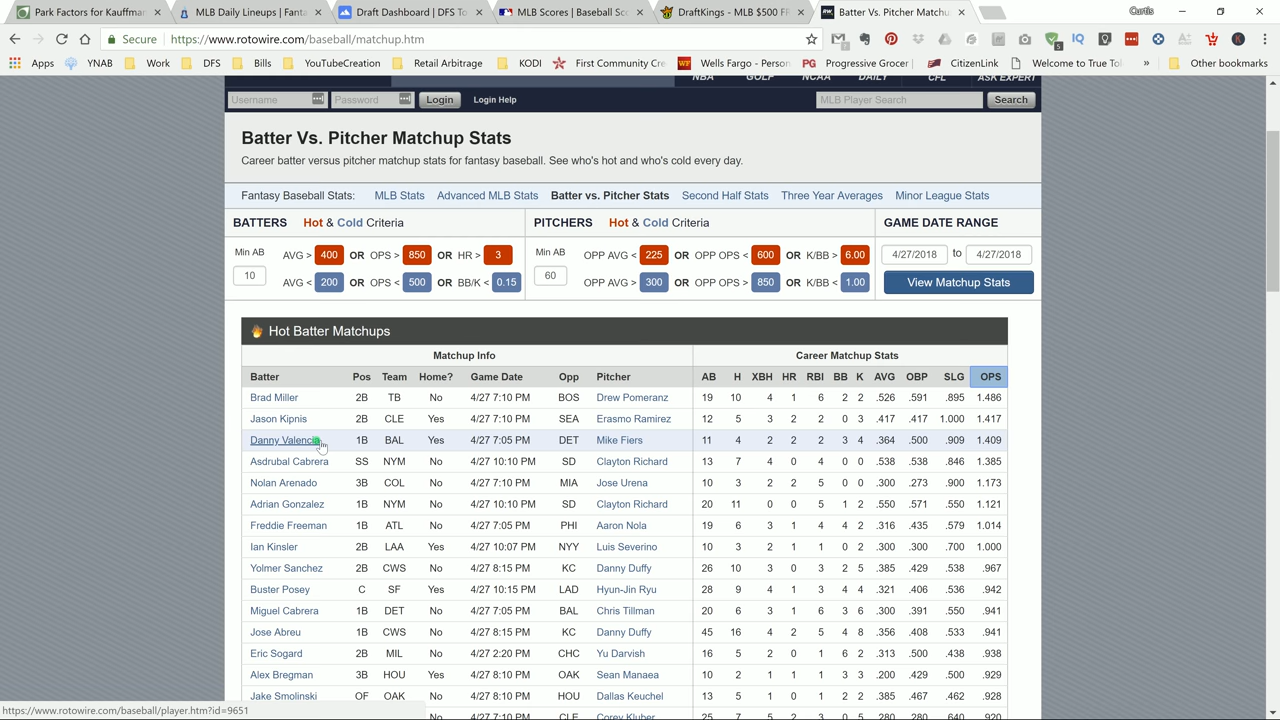 Park Factors for Kauffman
MLB Daily Lineups | Fanta
Draft Dashboard | DFS To
MLB Scores | Baseball Sco
DraftKings - MLB $500 FR
Batter Vs. Pitcher Matchu
Curtis
Secure https://www.rotowire.com/baseball/matchup.htm
Apps YNAB Work DFS Bills YouTubeCreation Retail Arbitrage KODI First Community Cre Wells Fargo - Person Progressive Grocer CitizenLink Welcome to True To » Other bookmarks
NBA GOLF NCAA DAILY CFL ASK EXPERT
Username Password Login Login Help MLB Player Search Search
Batter Vs. Pitcher Matchup Stats
Career batter versus pitcher matchup stats for fantasy baseball. See who's hot and who's cold every day.
Fantasy Baseball Stats: MLB Stats Advanced MLB Stats Batter vs. Pitcher Stats Second Half Stats Three Year Averages Minor League Stats
BATTERS Hot & Cold Criteria PITCHERS Hot & Cold Criteria GAME DATE RANGE
Min AB AVG > 400 OR OPS > 850 OR HR > 3 Min AB OPP AVG < 225 OR OPP OPS < 600 OR K/BB > 6.00 4/27/2018 to 4/27/2018
10 AVG < 200 OR OPS < 500 OR BB/K < 0.15 60 OPP AVG > 300 OR OPP OPS > 850 OR K/BB < 1.00 View Matchup Stats
Hot Batter Matchups
Matchup Info Career Matchup Stats
Batter Pos Team Home? Game Date Opp Pitcher AB H XBH HR RBI BB K AVG OBP SLG OPS
Brad Miller 2B TB No 4/27 7:10 PM BOS Drew Pomeranz 19 10 4 1 6 2 2 .526 .591 .895 1.486
Jason Kipnis 2B CLE Yes 4/27 7:10 PM SEA Erasmo Ramirez 12 5 3 2 2 0 3 .417 .417 1.000 1.417
Danny Valencia 1B BAL Yes 4/27 7:05 PM DET Mike Fiers 11 4 2 2 2 3 4 .364 .500 .909 1.409
Asdrubal Cabrera SS NYM No 4/27 10:10 PM SD Clayton Richard 13 7 4 0 4 0 0 .538 .538 .846 1.385
Nolan Arenado 3B COL No 4/27 7:10 PM MIA Jose Urena 10 3 2 2 5 0 0 .300 .273 .900 1.173
Adrian Gonzalez 1B NYM No 4/27 10:10 PM SD Clayton Richard 20 11 0 0 5 1 2 .550 .571 .550 1.121
Freddie Freeman 1B ATL No 4/27 7:05 PM PHI Aaron Nola 19 6 3 1 4 4 2 .316 .435 .579 1.014
Ian Kinsler 2B LAA Yes 4/27 10:07 PM NYY Luis Severino 10 3 2 1 1 0 2 .300 .300 .700 1.000
Yolmer Sanchez 2B CWS No 4/27 8:15 PM KC Danny Duffy 26 10 3 0 3 2 5 .385 .429 .538 .967
Buster Posey C SF Yes 4/27 10:15 PM LAD Hyun-Jin Ryu 28 9 4 1 3 4 4 .321 .406 .536 .942
Miguel Cabrera 1B DET No 4/27 7:05 PM BAL Chris Tillman 20 6 3 1 6 3 6 .300 .391 .550 .941
Jose Abreu 1B CWS No 4/27 8:15 PM KC Danny Duffy 45 16 4 2 5 4 8 .356 .408 .533 .941
Eric Sogard 2B MIL No 4/27 2:20 PM CHC Yu Darvish 16 5 2 0 1 6 2 .313 .500 .438 .938
Alex Bregman 3B HOU Yes 4/27 8:10 PM OAK Sean Manaea 10 2 1 1 1 3 3 .200 .429 .500 .929
Jake Smolinski OF OAK No 4/27 8:10 PM HOU Dallas Keuchel 13 5 1 0 1 2 2 .385 .467 .462 .928
No 4/27 7:10 PM CLE Corey Kluber 25 7 2 2 3 0 5 .280 .280 .640 .920
https://www.rotowire.com/baseball/player.htm?id=9651